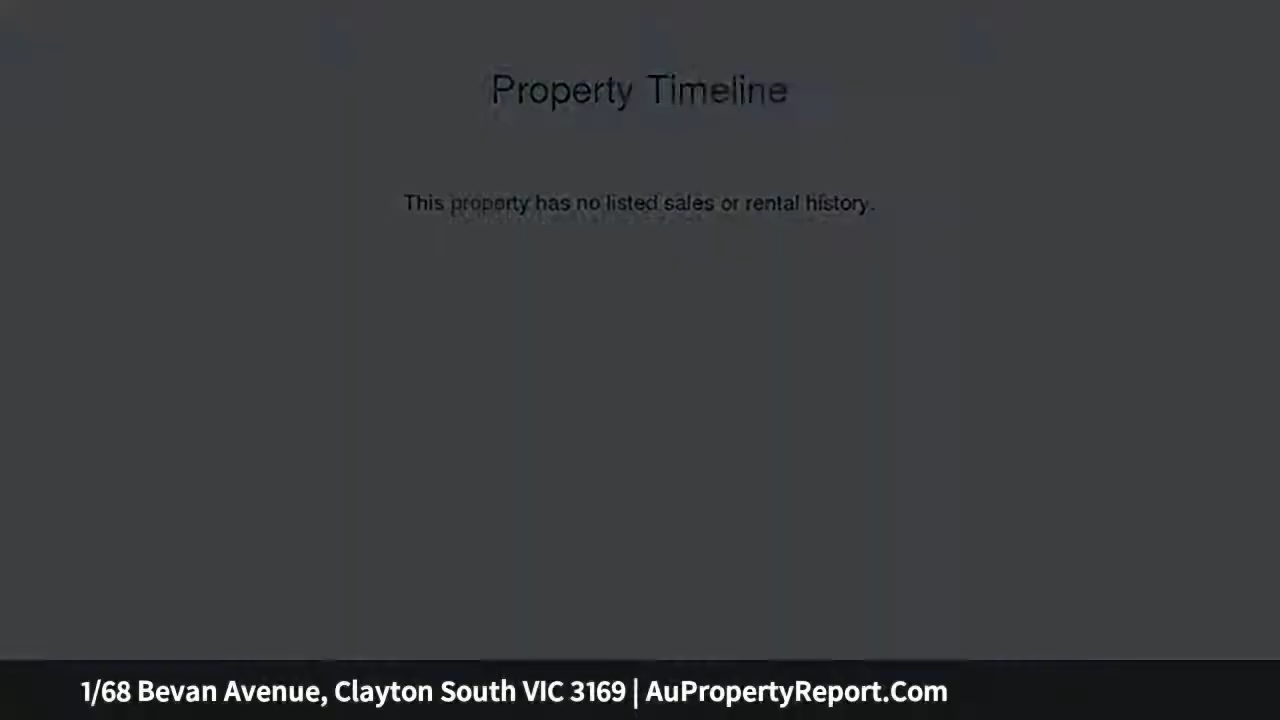 Property Timeline
This property has no listed sales or rental history.
1/68 Bevan Avenue, Clayton South VIC 3169 | AuPropertyReport.Com